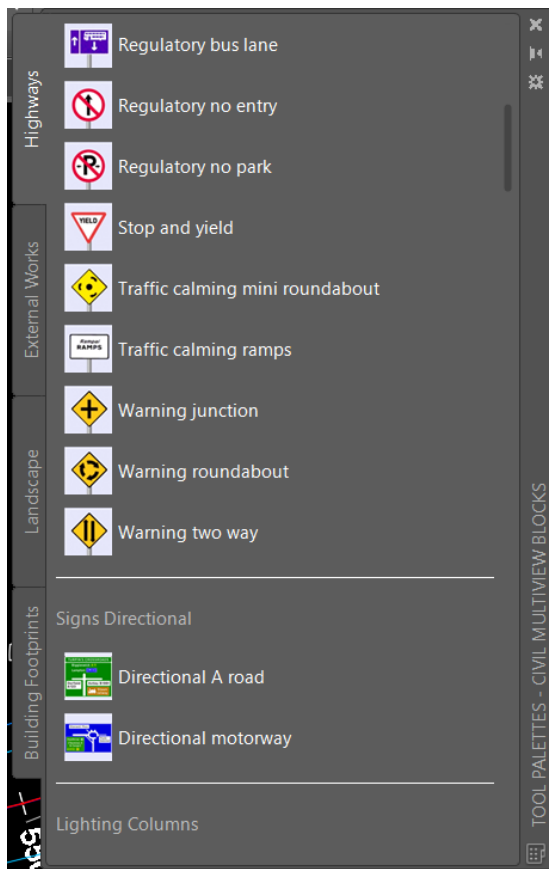 Highways
External Works
Landscape
Building Footprints
Regulatory bus lane
Regulatory no entry
P
Regulatory no park
YIELD
Stop and yield
Traffic calming mini roundabout
RAMPS
Traffic calming ramps
Warning junction
Warning roundabout
Warning two way
Signs Directional
Directional A road
Directional motorway
Lighting Columns
TOOL PALETTES - CIVIL MULTIVIEW BLOCKS
55